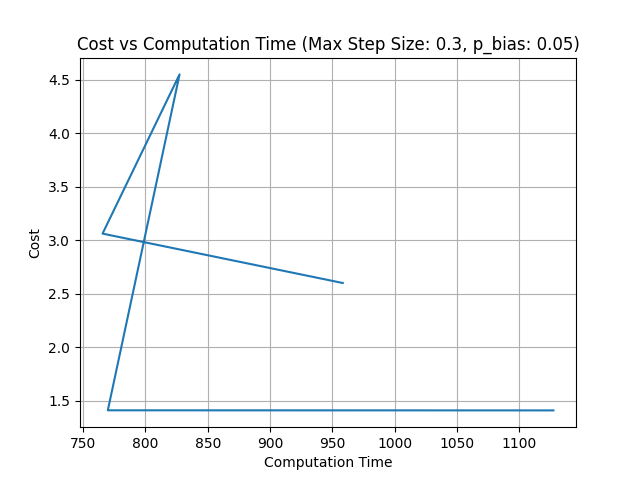 Cost vs Computation Time (Max Step Size: 0.3, p_bias: 0.05)
4.5
4.0
3.5
3.0
2.5
2.0
1.5
Cost
750 800 850 900 950 1000 1050 1100
Computation Time